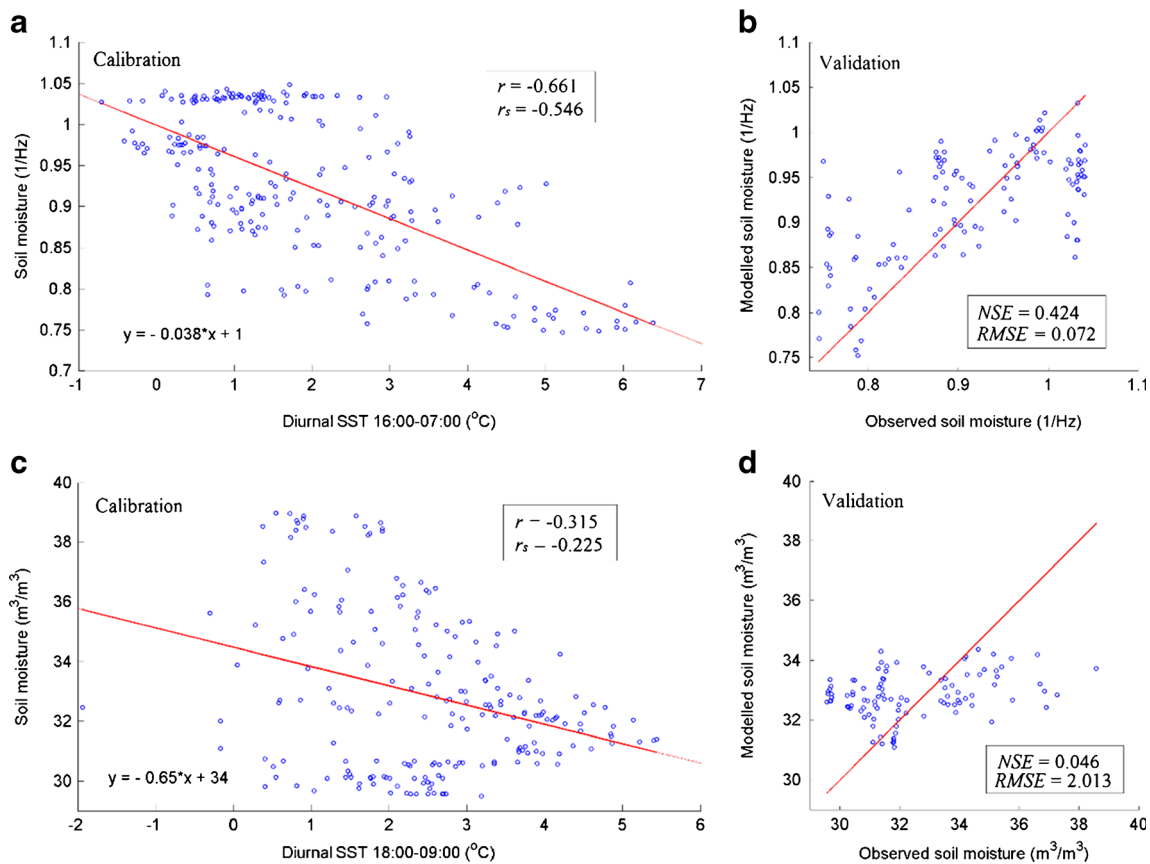 a
Calibration
r = -0.661
rs = -0.546
y = - 0.038*x + 1
Soil moisture (1/Hz)
1.1
1.05
1
0.95
0.9
0.85
0.8
0.75
0.7
-1 0 1 2 3 4 5 6 7
Diurnal SST 16:00-07:00 (°C)
b
Validation
NSE = 0.424
RMSE = 0.072
Modelled soil moisture (1/Hz)
1.1
1.05
1
0.95
0.9
0.85
0.8
0.75
0.8 0.9 1 1.1
Observed soil moisture (1/Hz)
c
Calibration
r = -0.315
rs = -0.225
y = - 0.65*x + 34
Soil moisture (m³/m³)
40
38
36
34
32
30
-2 -1 0 1 2 3 4 5 6
Diurnal SST 18:00-09:00 (°C)
d
Validation
NSE = 0.046
RMSE = 2.013
Modelled soil moisture (m³/m³)
40
38
36
34
32
30
30 32 34 36 38 40
Observed soil moisture (m³/m³)